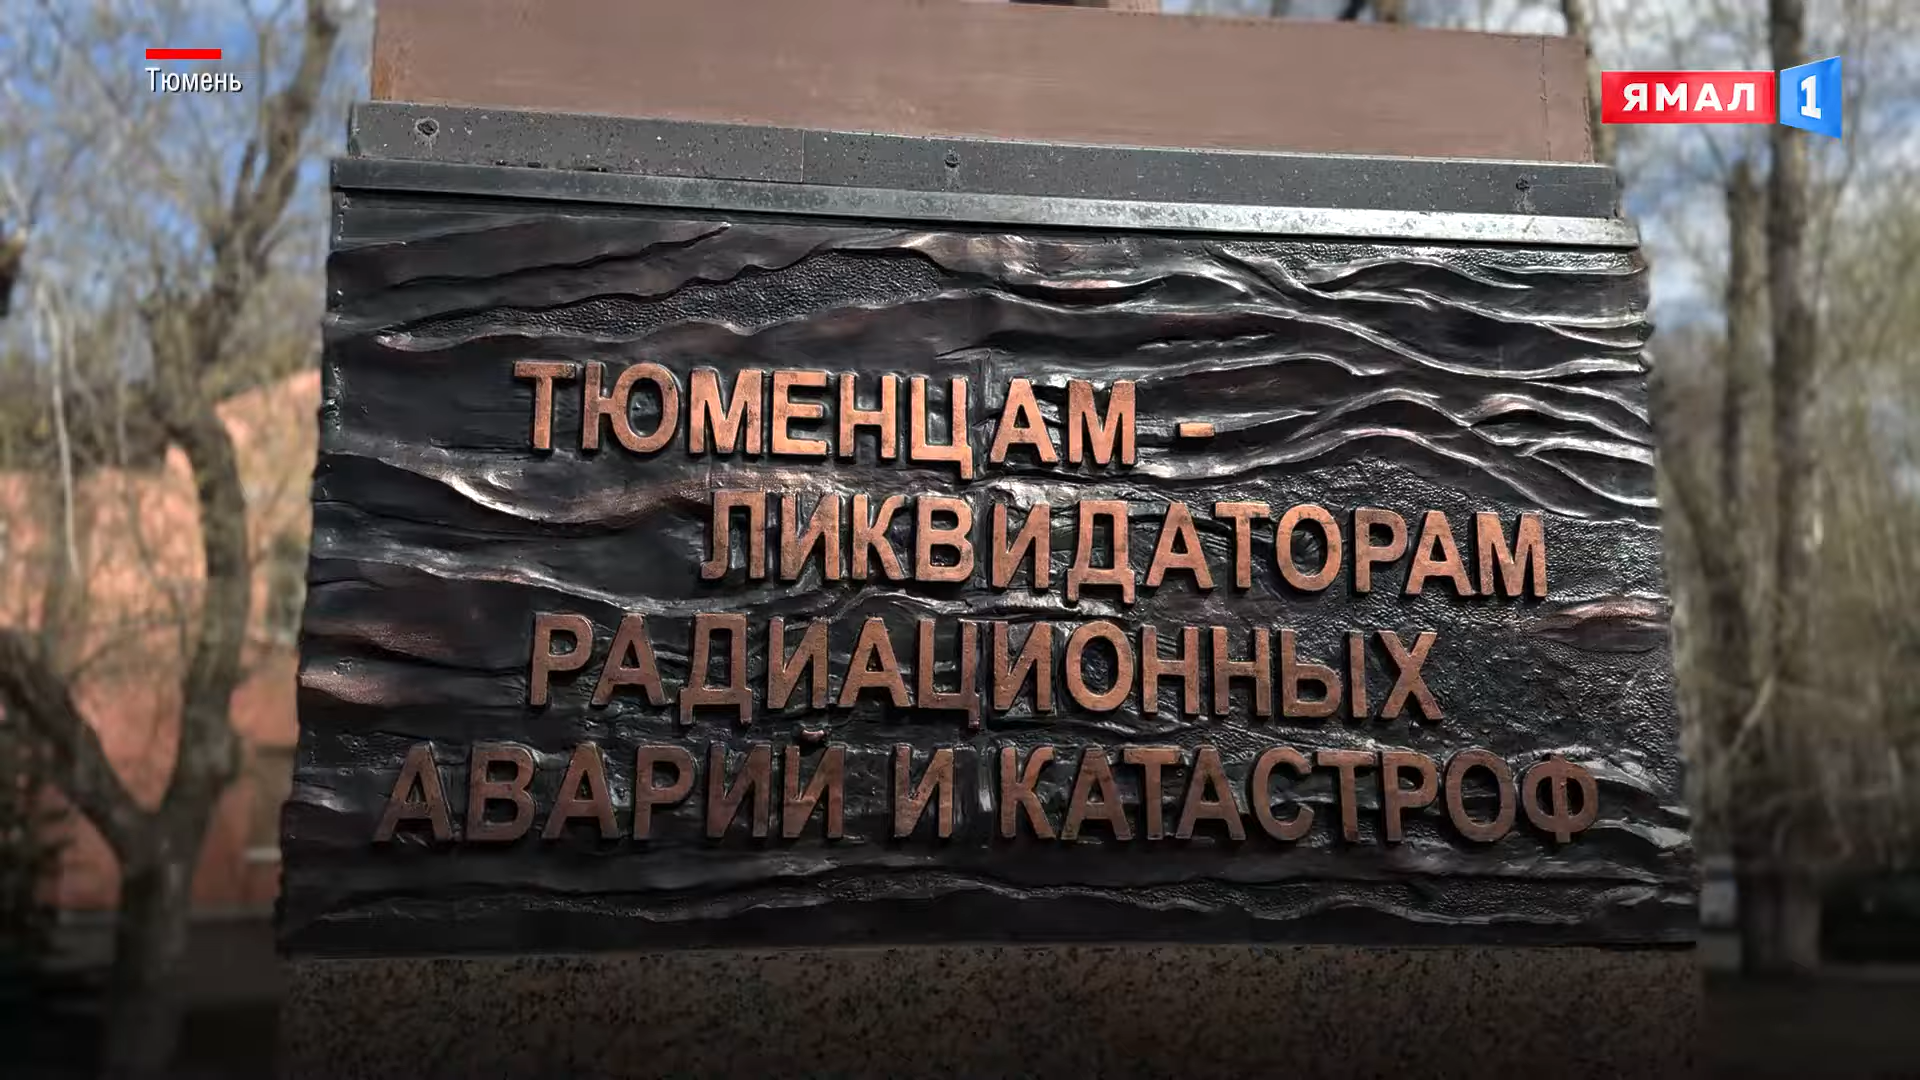 Тюмень
ЯМАЛ 1
ТЮМЕНЦАМ -
ЛИКВИДАТОРАМ
РАДИАЦИОННЫХ
АВАРИЙ И КАТАСТРОФ